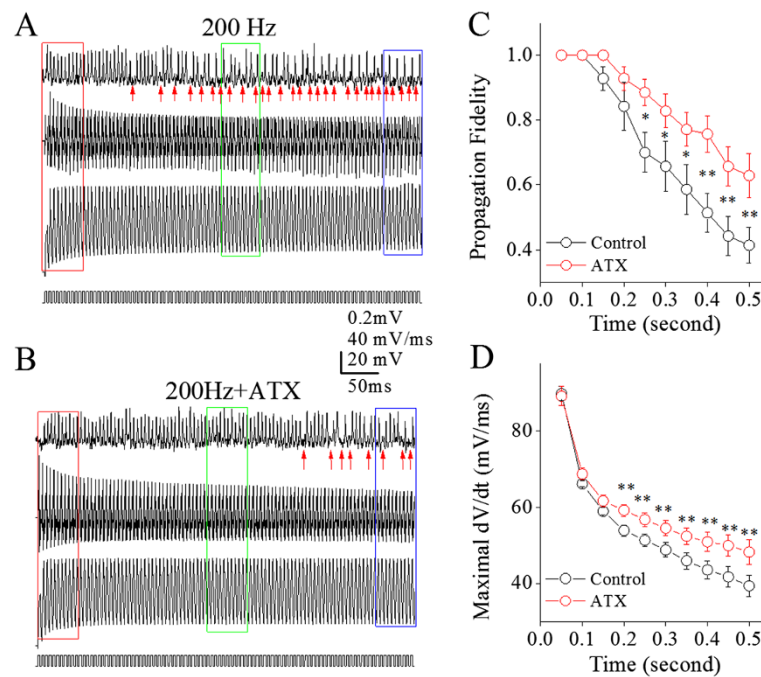 A
200 Hz
0.2mV
40 mV/ms
20 mV
50ms
B
200Hz+ATX
C
Propagation Fidelity
1.0
0.8
0.6
0.4
*
*
*
**
**
**
Control
ATX
0.0 0.1 0.2 0.3 0.4 0.5
Time (second)
D
Maximal dV/dt (mV/ms)
80
60
40
** ** ** ** ** ** **
Control
ATX
0.0 0.1 0.2 0.3 0.4 0.5
Time (second)